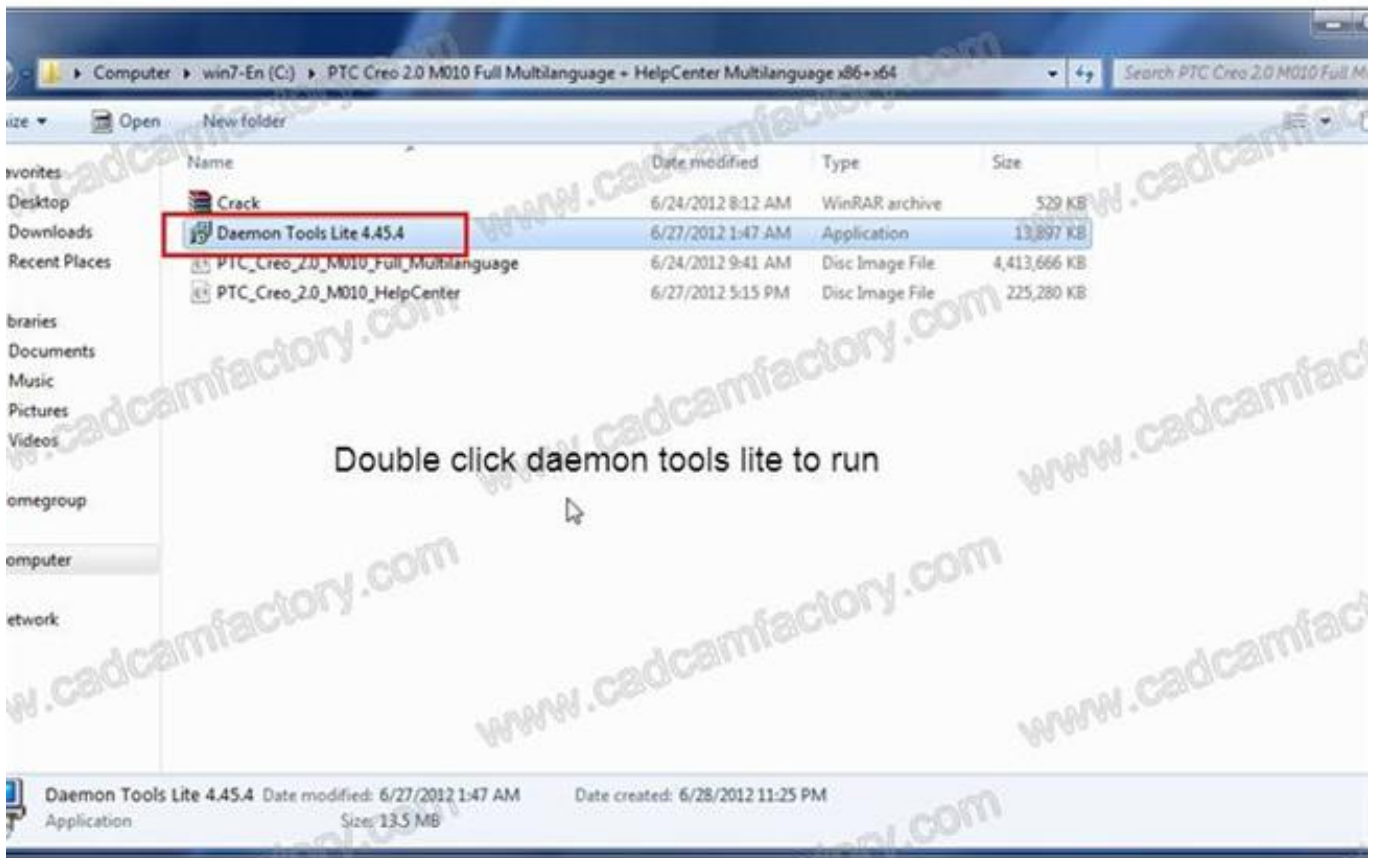 Computer ▸ win7-En (C:) ▸ PTC Creo 2.0 M010 Full Multilanguage + HelpCenter Multilanguage x86+x64 Search PTC Creo 2.0 M010 Full M
ize Open New folder
Name Date modified Type Size
avorites
Desktop Crack 6/24/2012 8:12 AM WinRAR archive 529 KB
Downloads Daemon Tools Lite 4.45.4 6/27/2012 1:47 AM Application 13,897 KB
Recent Places PTC_Creo_2.0_M010_Full_Multilanguage 6/24/2012 9:41 AM Disc Image File 4,413,666 KB
PTC_Creo_2.0_M010_HelpCenter 6/27/2012 5:15 PM Disc Image File 225,280 KB
braries
Documents
Music
Pictures
Videos
Double click daemon tools lite to run
omegroup
omputer
etwork
www.cadcamfactory.com
Daemon Tools Lite 4.45.4 Date modified: 6/27/2012 1:47 AM Date created: 6/28/2012 11:25 PM
Application Size: 13.5 MB